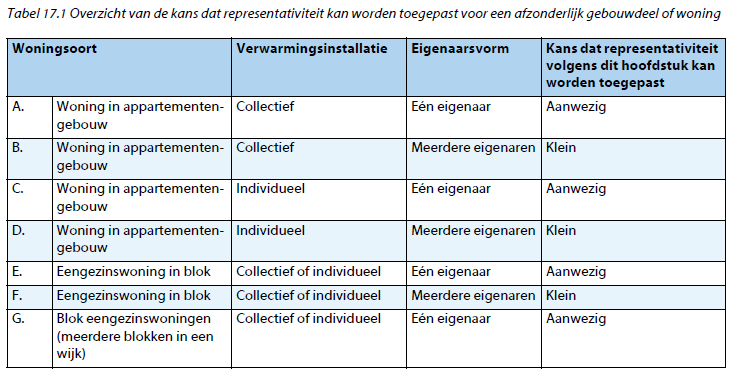 Tabel 17.1 Overzicht van de kans dat representativiteit kan worden toegepast voor een afzonderlijk gebouwdeel of woning
Woningsoort Verwarmingsinstallatie Eigenaarsvorm Kans dat representativiteit
volgens dit hoofdstuk kan
worden toegepast
A. Woning in appartementen- Collectief Eén eigenaar Aanwezig
gebouw
B. Woning in appartementen- Collectief Meerdere eigenaren Klein
gebouw
C. Woning in appartementen- Individueel Eén eigenaar Aanwezig
gebouw
D. Woning in appartementen- Individueel Meerdere eigenaren Klein
gebouw
E. Eengezinswoning in blok Collectief of individueel Eén eigenaar Aanwezig
F. Eengezinswoning in blok Collectief of individueel Meerdere eigenaren Klein
G. Blok eengezinswoningen Collectief of individueel Eén eigenaar Aanwezig
(meerdere blokken in een
wijk)